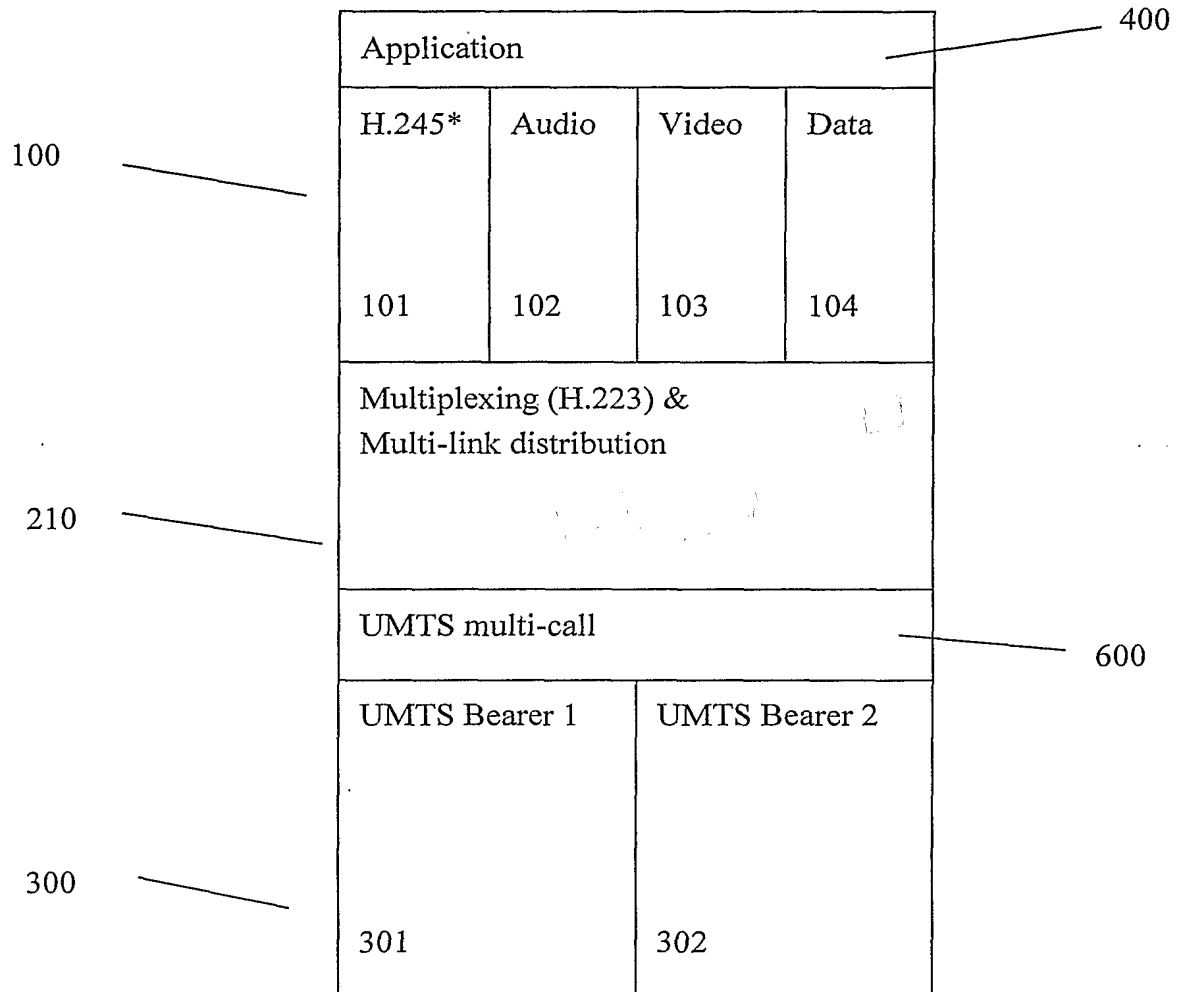 400
Application
H.245* Audio Video Data
100
101 102 103 104
Multiplexing (H.223) &
Multi-link distribution
210
UMTS multi-call
600
UMTS Bearer 1 UMTS Bearer 2
300
301 302